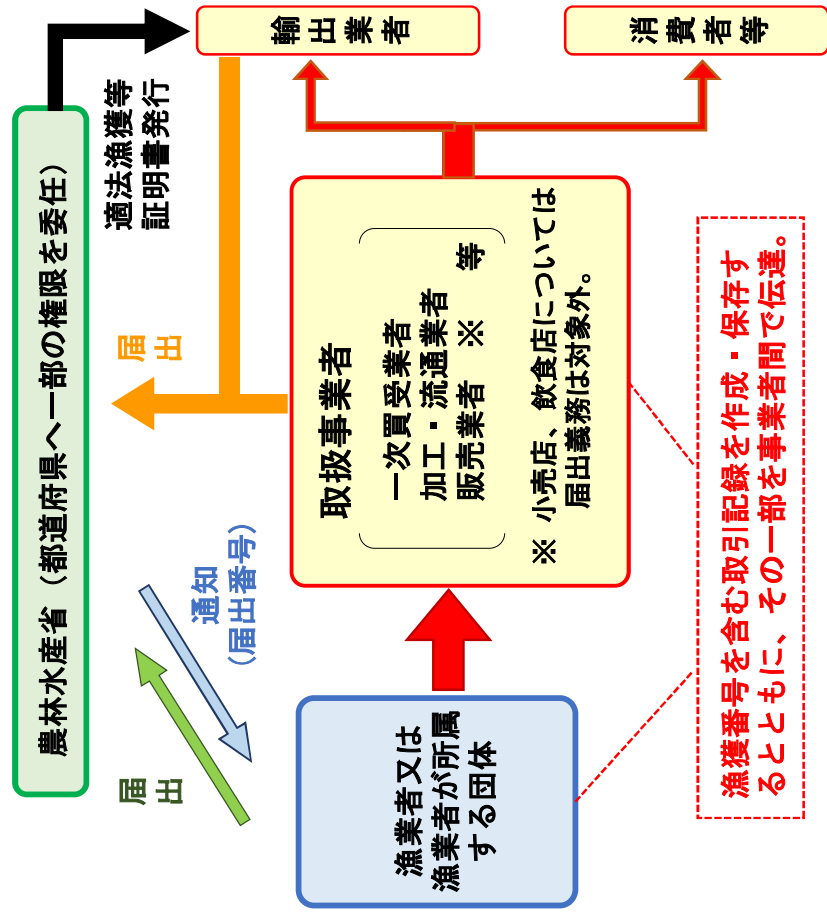 農林水産省（都道府県へ一部の権限を委任）
届
出
通知
（届出番号）
届
出
適法漁獲等
証明書発行
漁業者又は
漁業者が所属
する団体
取扱事業者
一次買受業者
加工・流通業者
販売業者 ※ 等
※ 小売店、飲食店については
届出義務は対象外。
輸出業者
消費者等
漁獲番号を含む取引記録を作成・保存す
るとともに、その一部を事業者間で伝達。